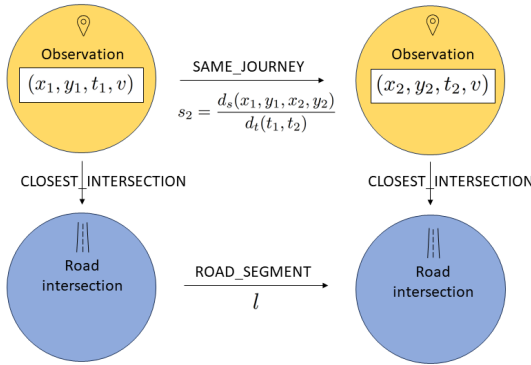 Observation
(x₁, y₁, t₁, v)
SAME_JOURNEY
s₂ = dₛ(x₁, y₁, x₂, y₂) / dₜ(t₁, t₂)
Observation
(x₂, y₂, t₂, v)
CLOSEST_INTERSECTION
CLOSEST_INTERSECTION
Road
intersection
ROAD_SEGMENT
l
Road
intersection